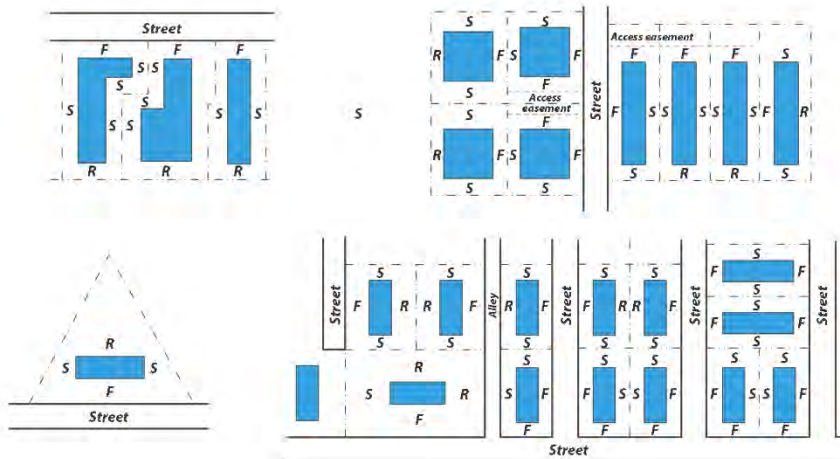 Street
F F F
S S
S
S
S S S S S
R R R
S
S S
R F S F
S F
Access
easement
S F
R F S F
S S
Street
Access easement
F F F S
F S S S F R
S R R S
R
S S
F
Street
Street
S S
F R R F
S S
R
S R
F
Alley
S
R F
S
S
S F
F
Street
S S
F R R F
S S
S S
F S S F
F F
Street
S
F F
S
S
F F
S
S S
F S S F
F F
Street
Street